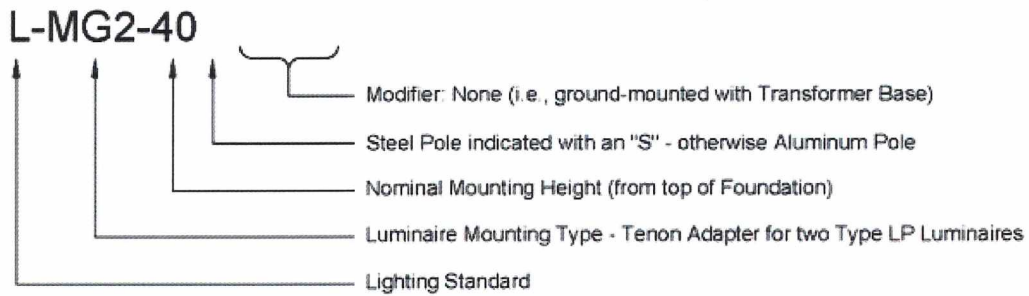 L-MG2-40
Modifier: None (i.e., ground-mounted with Transformer Base)
Steel Pole indicated with an "S" - otherwise Aluminum Pole
Nominal Mounting Height (from top of Foundation)
Luminaire Mounting Type - Tenon Adapter for two Type LP Luminaires
Lighting Standard